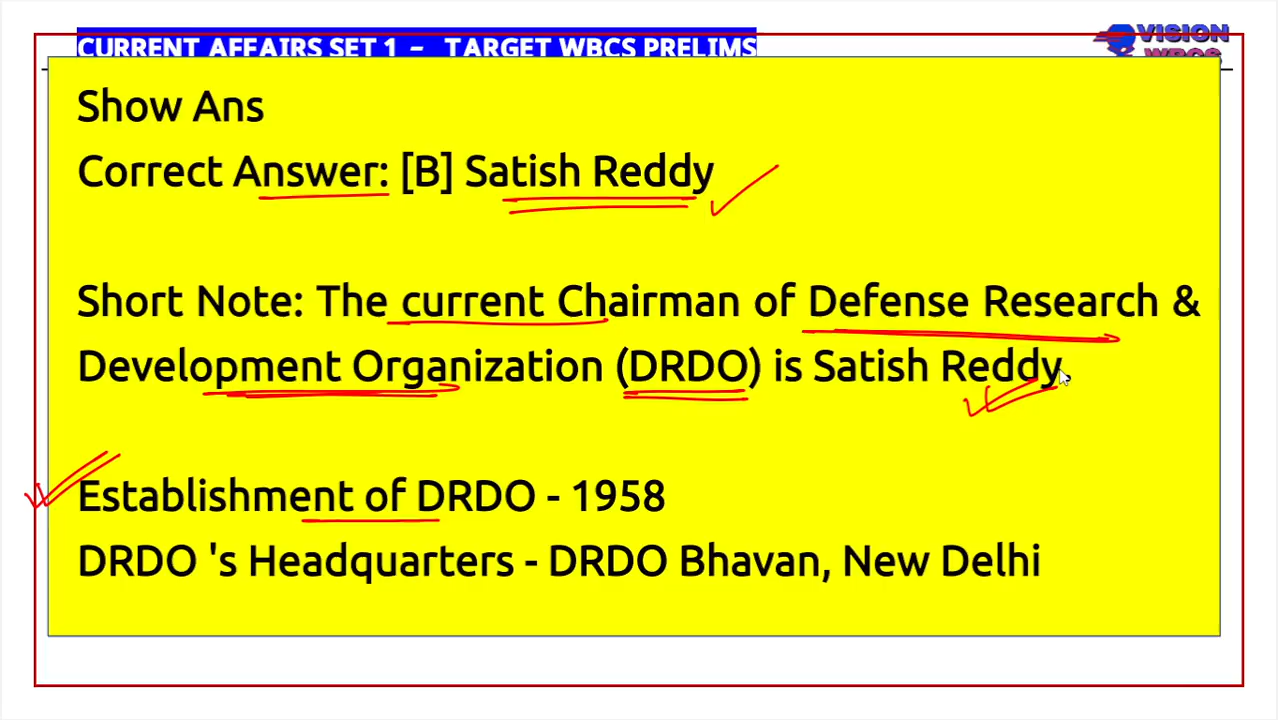 CURRENT AFFAIRS SET 1 - TARGET WBCS PRELIMS
VISION
WBCS
Show Ans
Correct Answer: [B] Satish Reddy
Short Note: The current Chairman of Defense Research &
Development Organization (DRDO) is Satish Reddy.
Establishment of DRDO - 1958
DRDO 's Headquarters - DRDO Bhavan, New Delhi